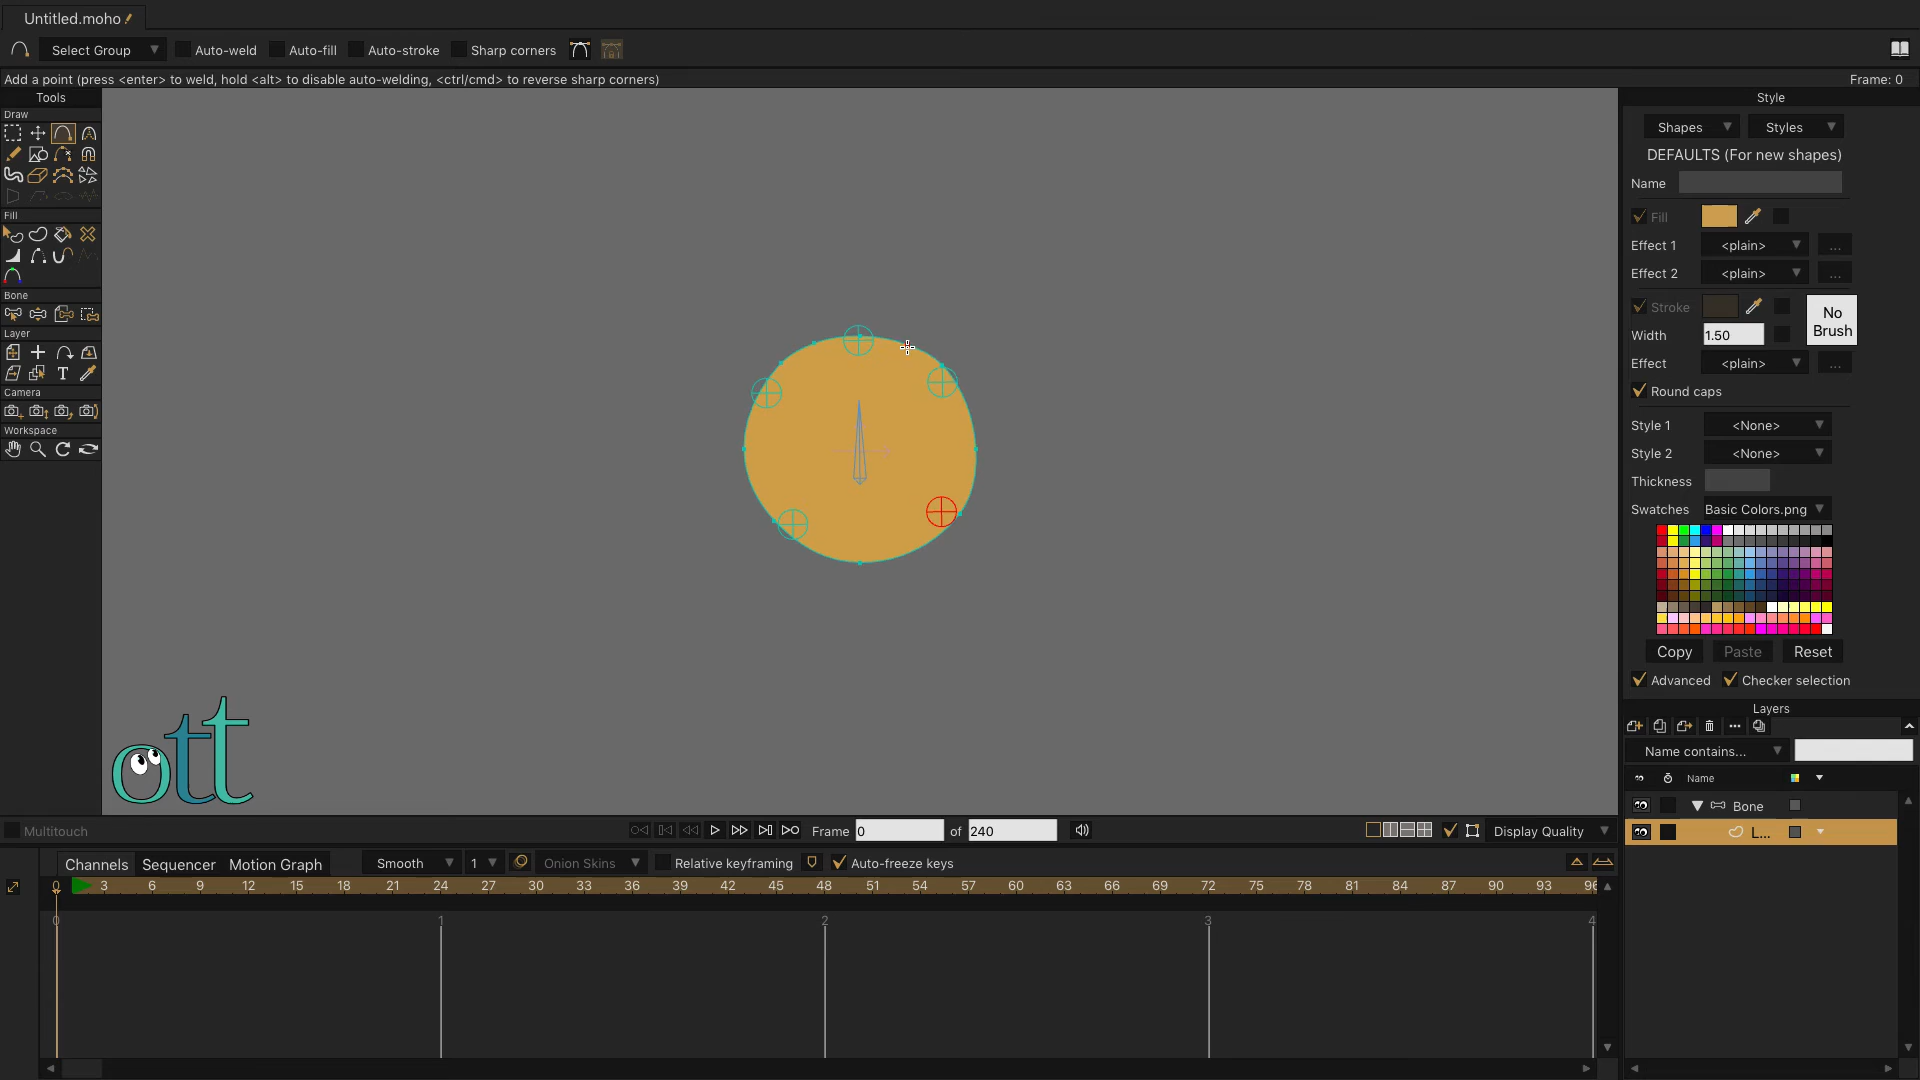 Untitled.moho
Select Group Auto-weld Auto-fill Auto-stroke Sharp corners
Add a point (press <enter> to weld, hold <alt> to disable auto-welding, <ctrl/cmd> to reverse sharp corners) Frame: 0
Tools
Draw
Fill
Bone
Layer
T
Camera
Workspace
ott
Style
Shapes Styles
DEFAULTS (For new shapes)
Name
Fill
Effect 1 <plain> ...
Effect 2 <plain> ...
Stroke
No
Brush
Width 1.50
Effect <plain> ...
Round caps
Style 1 <None>
Style 2 <None>
Thickness
Swatches Basic Colors.png
Copy Paste Reset
Advanced Checker selection
Layers
Name contains...
Name
Bone
L...
Multitouch
Frame 0 of 240
Display Quality
Channels Sequencer Motion Graph Smooth 1 Onion Skins Relative keyframing Auto-freeze keys
0 3 6 9 12 15 18 21 24 27 30 33 36 39 42 45 48 51 54 57 60 63 66 69 72 75 78 81 84 87 90 93 96
0 1 2 3 4